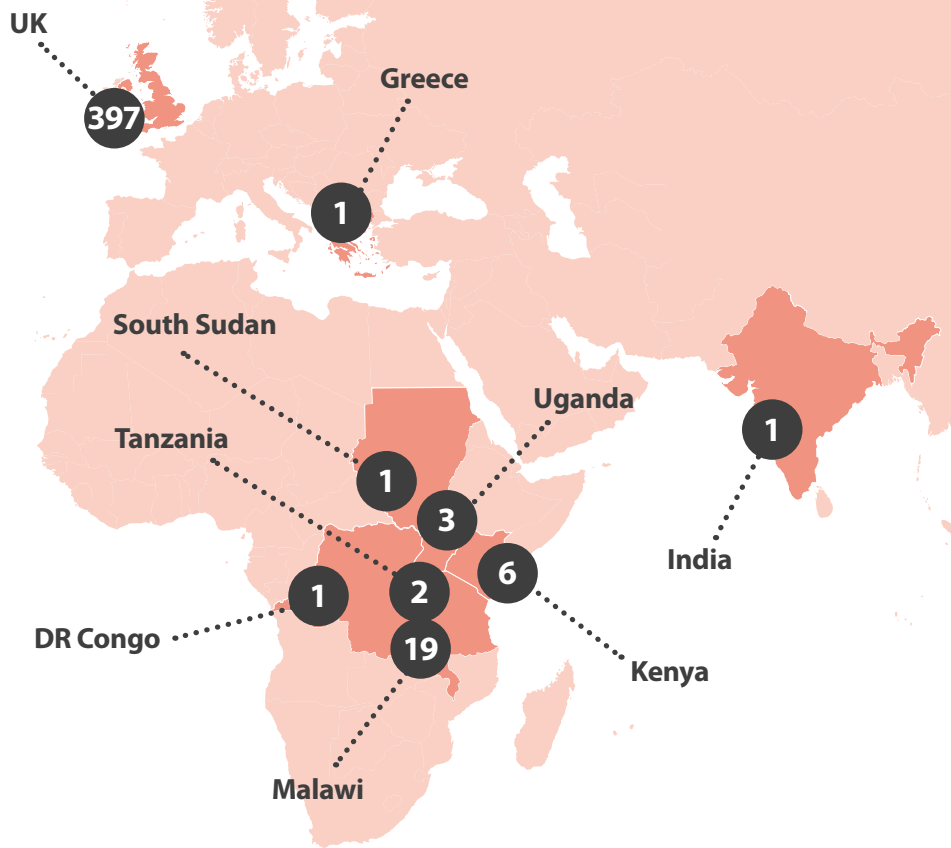 UK
397
Greece
1
South Sudan
1
Uganda
3
Tanzania
2
1
India
6
Kenya
DR Congo
1
19
Malawi